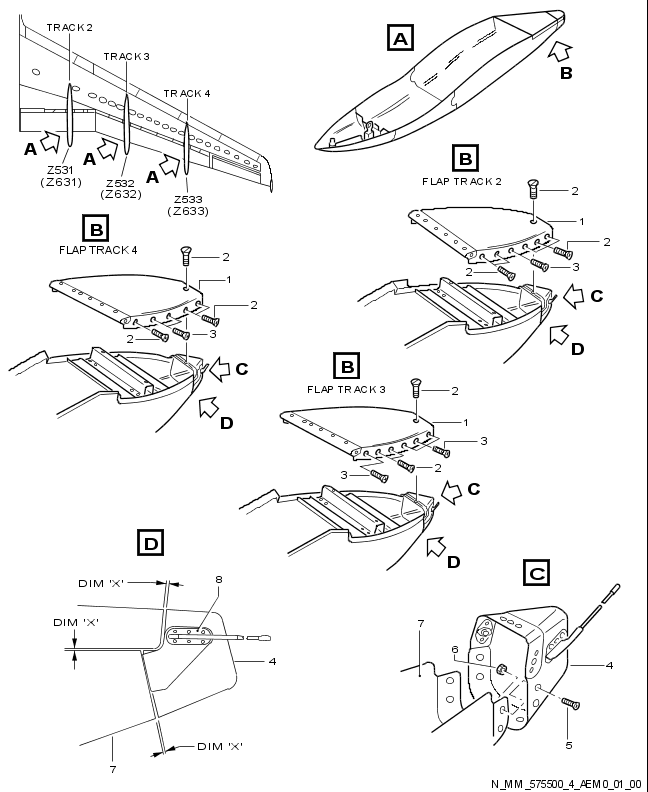 TRACK 2
TRACK 3
TRACK 4
A
A
A
Z531
(Z631)
Z532
(Z632)
Z533
(Z633)
A
B
B
FLAP TRACK 2
2
1
2
2
3
C
D
B
FLAP TRACK 4
2
1
2
2
3
C
D
B
FLAP TRACK 3
2
1
3
3
2
C
D
D
DIM 'X'
8
DIM 'X'
4
DIM 'X'
7
C
7
6
4
5
N_MM_575500_4_AEM0_01_00